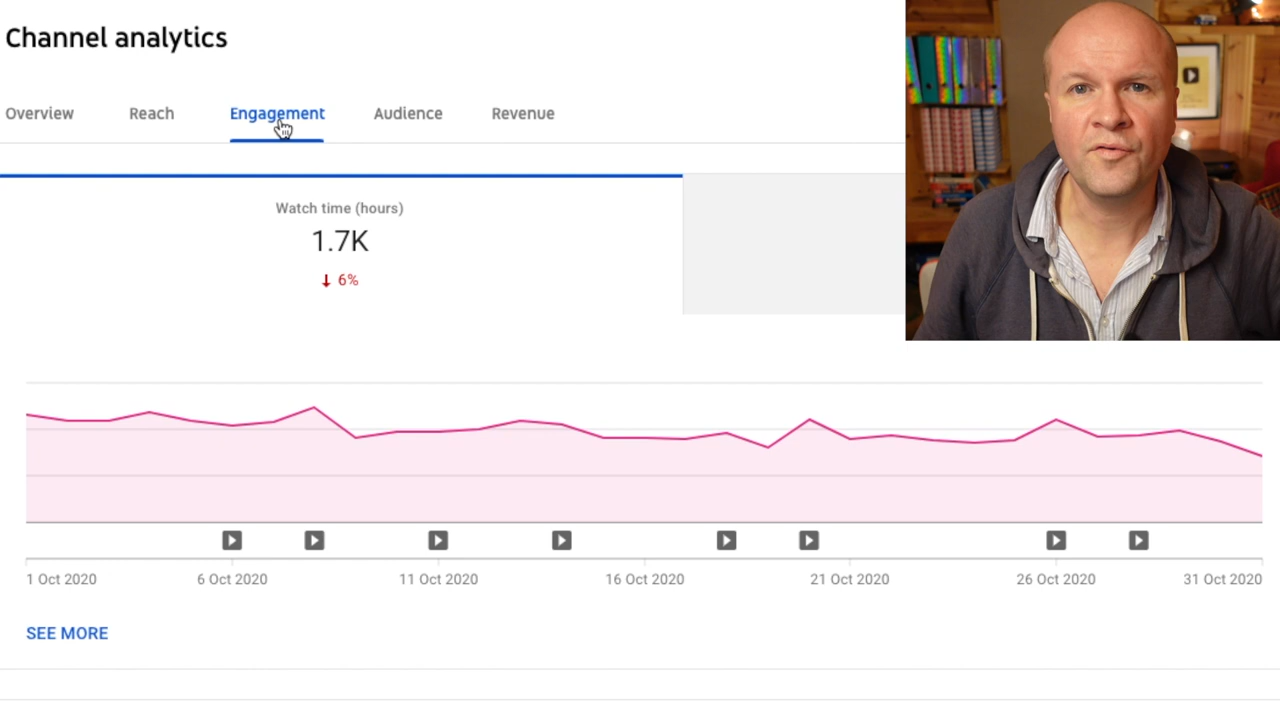 Channel analytics
Overview Reach Engagement Audience Revenue
Watch time (hours)
1.7K
↓ 6%
1 Oct 2020 6 Oct 2020 11 Oct 2020 16 Oct 2020 21 Oct 2020 26 Oct 2020 31 Oct 2020
SEE MORE